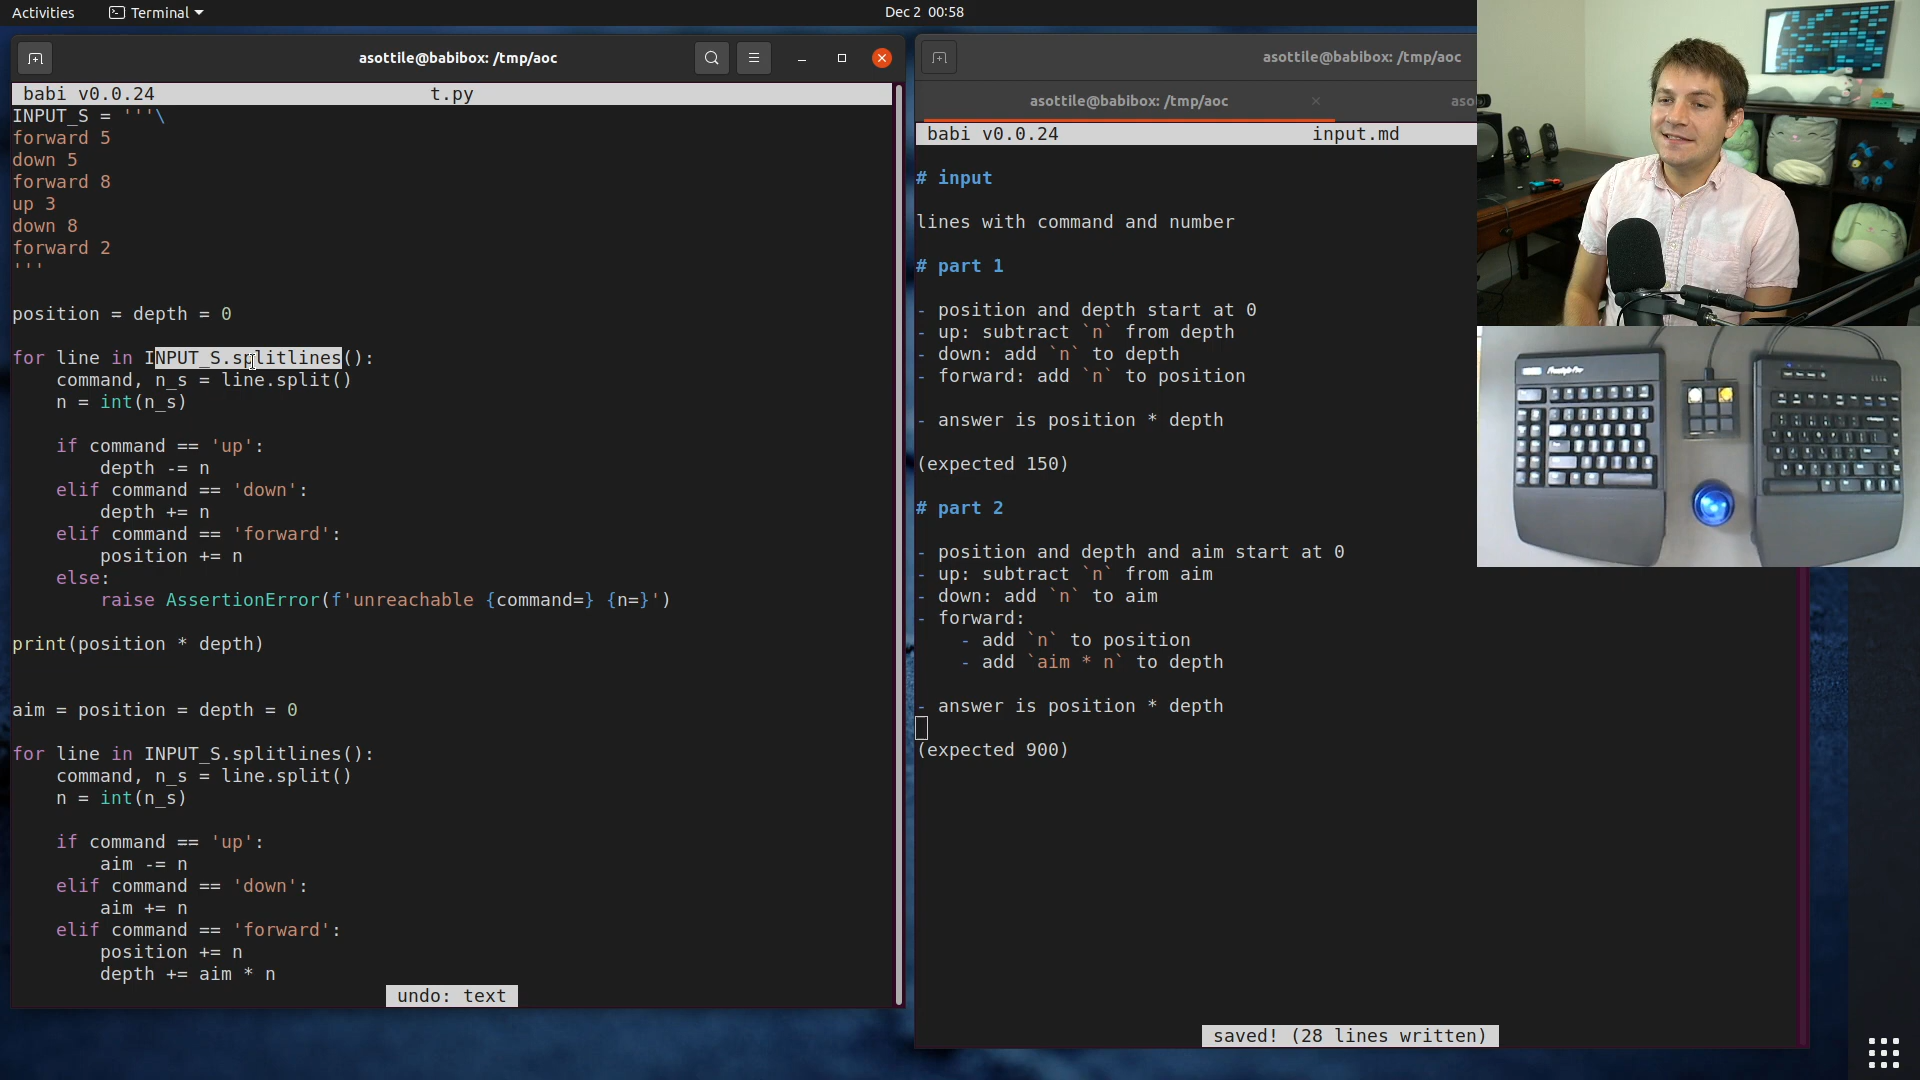 Activities
Terminal
Dec 2 00:58
asottile@babibox: /tmp/aoc
babi v0.0.24
t.py
INPUT_S = '''\
forward 5
down 5
forward 8
up 3
down 8
forward 2
'''
position = depth = 0
for line in INPUT_S.splitlines():
    command, n_s = line.split()
    n = int(n_s)
    if command == 'up':
        depth -= n
    elif command == 'down':
        depth += n
    elif command == 'forward':
        position += n
    else:
        raise AssertionError(f'unreachable {command=} {n=}')
print(position * depth)
aim = position = depth = 0
for line in INPUT_S.splitlines():
    command, n_s = line.split()
    n = int(n_s)
    if command == 'up':
        aim -= n
    elif command == 'down':
        aim += n
    elif command == 'forward':
        position += n
        depth += aim * n
undo: text
asottile@babibox: /tmp/aoc
asottile@babibox: /tmp/aoc
aso
babi v0.0.24
input.md
# input
lines with command and number
# part 1
- position and depth start at 0
- up: subtract `n` from depth
- down: add `n` to depth
- forward: add `n` to position
- answer is position * depth
(expected 150)
# part 2
- position and depth and aim start at 0
- up: subtract `n` from aim
- down: add `n` to aim
- forward:
    - add `n` to position
    - add `aim * n` to depth
- answer is position * depth
(expected 900)
saved! (28 lines written)